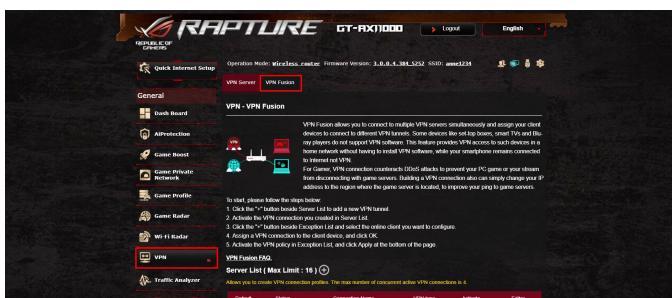 RAPTURE GT-AX11000 Logout English
REPUBLIC OF
GAMERS
Quick Internet Setup
Operation Mode: Wireless router Firmware Version: 3.0.0.4.384_5252 SSID: anne1234
VPN Server VPN Fusion
General
VPN - VPN Fusion
Dash Board
AiProtection
Game Boost
Game Private
Network
Game Profile
Game Radar
Wi-Fi Radar
VPN
Traffic Analyzer
VPN Fusion allows you to connect to multiple VPN servers simultaneously and assign your client
devices to connect to different VPN tunnels. Some devices like set-top boxes, smart TVs and Blu-
ray players do not support VPN software. This feature provides VPN access to such devices in a
home network without having to install VPN software, while your smartphone remains connected
to Internet not VPN.
For Gamer, VPN connection counteracts DDoS attacks to prevent your PC game or your stream
from disconnecting with game servers. Building a VPN connection also can simply change your IP
address to the region where the game server is located, to improve your ping to game servers.
To start, please follow the steps below:
1. Click the "+" button beside Server List to add a new VPN tunnel.
2. Activate the VPN connection you created in Server List.
3. Click the "+" button beside Exception List and select the online client you want to configure.
4. Assign a VPN connection to the client device, and click OK.
5. Activate the VPN policy in Exception List, and click Apply at the bottom of the page.
VPN Fusion FAQ.
Server List ( Max Limit : 16 )
Allows you to create VPN connection profiles. The max number of concurrent active VPN connections is 4.
Default Status Connection Name VPN type Activate Editor